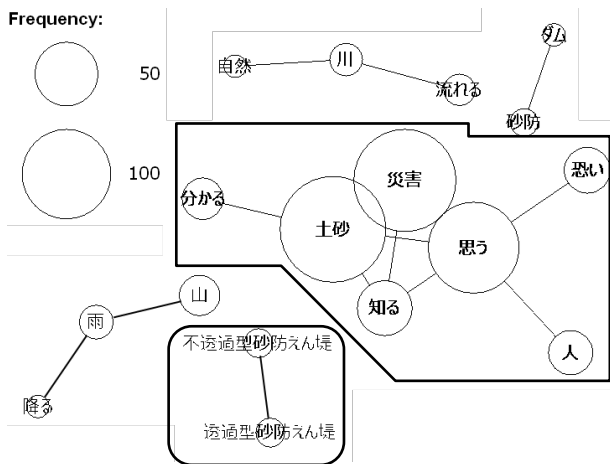 Frequency:
50
100
自然
川
流れる
ダム
砂防
災害
恐い
分かる
土砂
思う
知る
人
山
雨
降る
不透過型砂防えん堤
透過型砂防えん堤